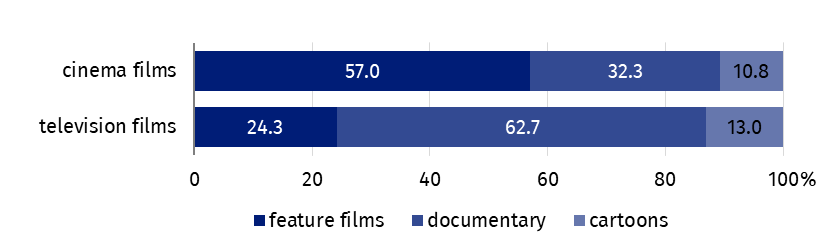 cinema films 57.0 32.3 10.8
television films 24.3 62.7 13.0
0 20 40 60 80 100%
feature films documentary cartoons